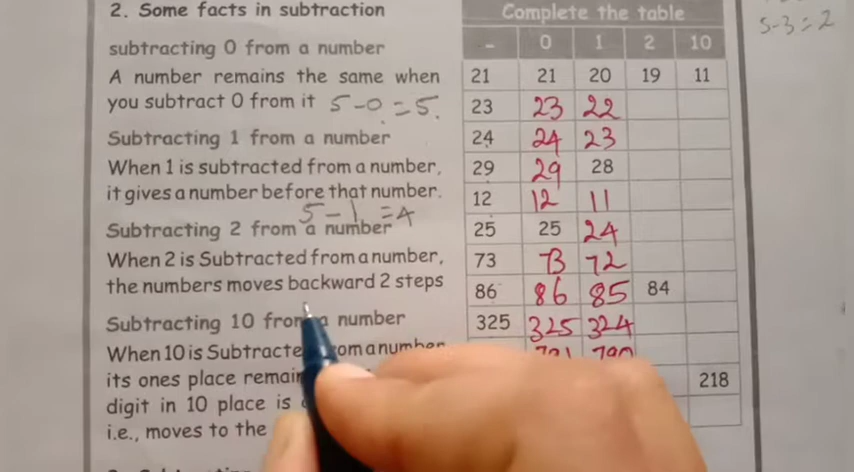 2. Some facts in subtraction
subtracting 0 from a number
A number remains the same when
you subtract 0 from it 5-0=5.
Subtracting 1 from a number
When 1 is subtracted from a number,
it gives a number before that number.
5-1=4
Subtracting 2 from a number
When 2 is Subtracted from a number,
the numbers moves backward 2 steps
Subtracting 10 from a number
When 10 is Subtracted from a number
its ones place
digit in 10 place is
i.e., moves to the
Complete the table
- 0 1 2 10
21 21 20 19 11
23 23 22
24 24 23
29 29 28
12 12 11
25 25 24
73 73 72
86 86 85 84
325 325 324
790
218
5-3=2